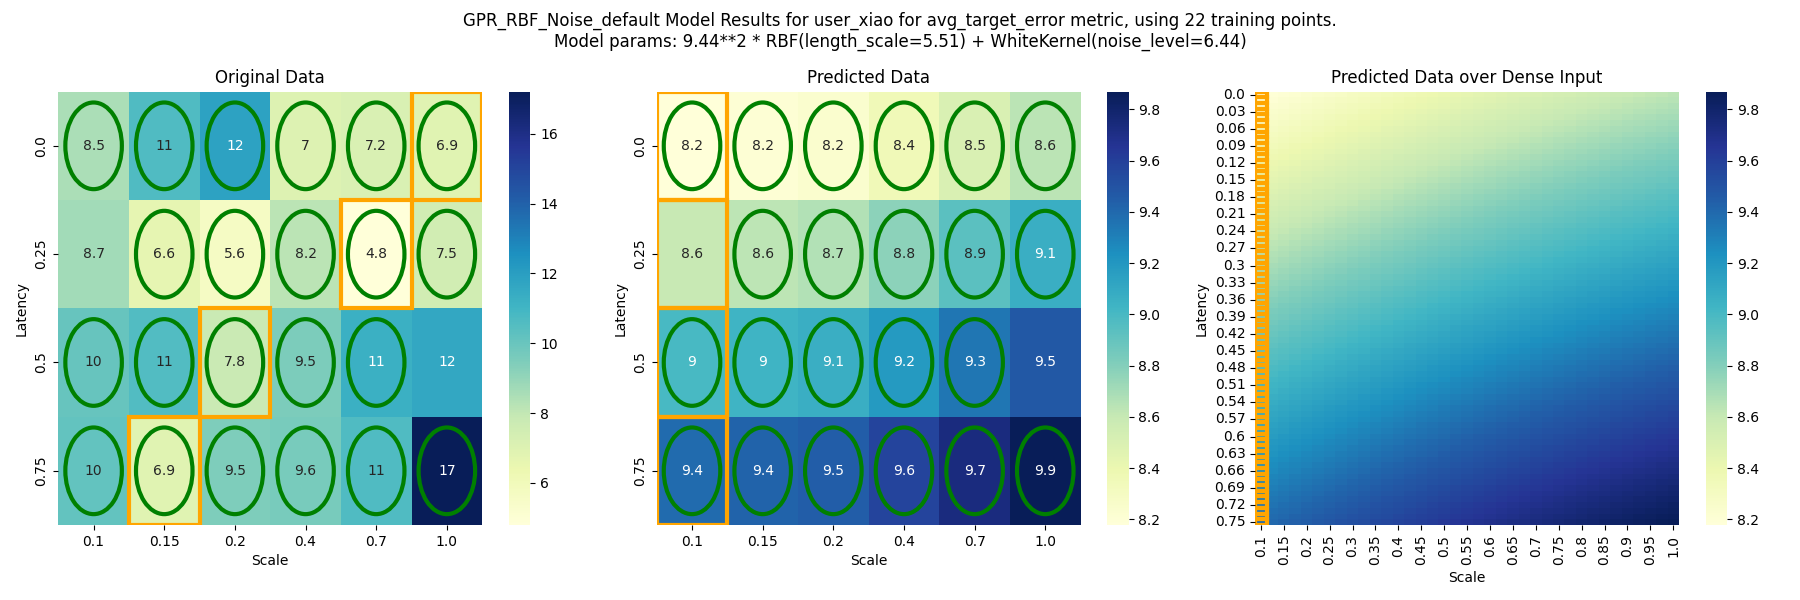 GPR_RBF_Noise_default Model Results for user_xiao for avg_target_error metric, using 22 training points.
Model params: 9.44**2 * RBF(length_scale=5.51) + WhiteKernel(noise_level=6.44)
Original Data
Latency
0.0 8.5 11 12 7 7.2 6.9
0.25 8.7 6.6 5.6 8.2 4.8 7.5
0.5 10 11 7.8 9.5 11 12
0.75 10 6.9 9.5 9.6 11 17
0.1 0.15 0.2 0.4 0.7 1.0
Scale
16
14
12
10
8
6
Predicted Data
Latency
0.0 8.2 8.2 8.2 8.4 8.5 8.6
0.25 8.6 8.6 8.7 8.8 8.9 9.1
0.5 9 9 9.1 9.2 9.3 9.5
0.75 9.4 9.4 9.5 9.6 9.7 9.9
0.1 0.15 0.2 0.4 0.7 1.0
Scale
9.8
9.6
9.4
9.2
9.0
8.8
8.6
8.4
8.2
Predicted Data over Dense Input
Latency
0.0
0.03
0.06
0.09
0.12
0.15
0.18
0.21
0.24
0.27
0.3
0.33
0.36
0.39
0.42
0.45
0.48
0.51
0.54
0.57
0.6
0.63
0.66
0.69
0.72
0.75
0.1 0.15 0.2 0.25 0.3 0.35 0.4 0.45 0.5 0.55 0.6 0.65 0.7 0.75 0.8 0.85 0.9 0.95 1.0
Scale
9.8
9.6
9.4
9.2
9.0
8.8
8.6
8.4
8.2